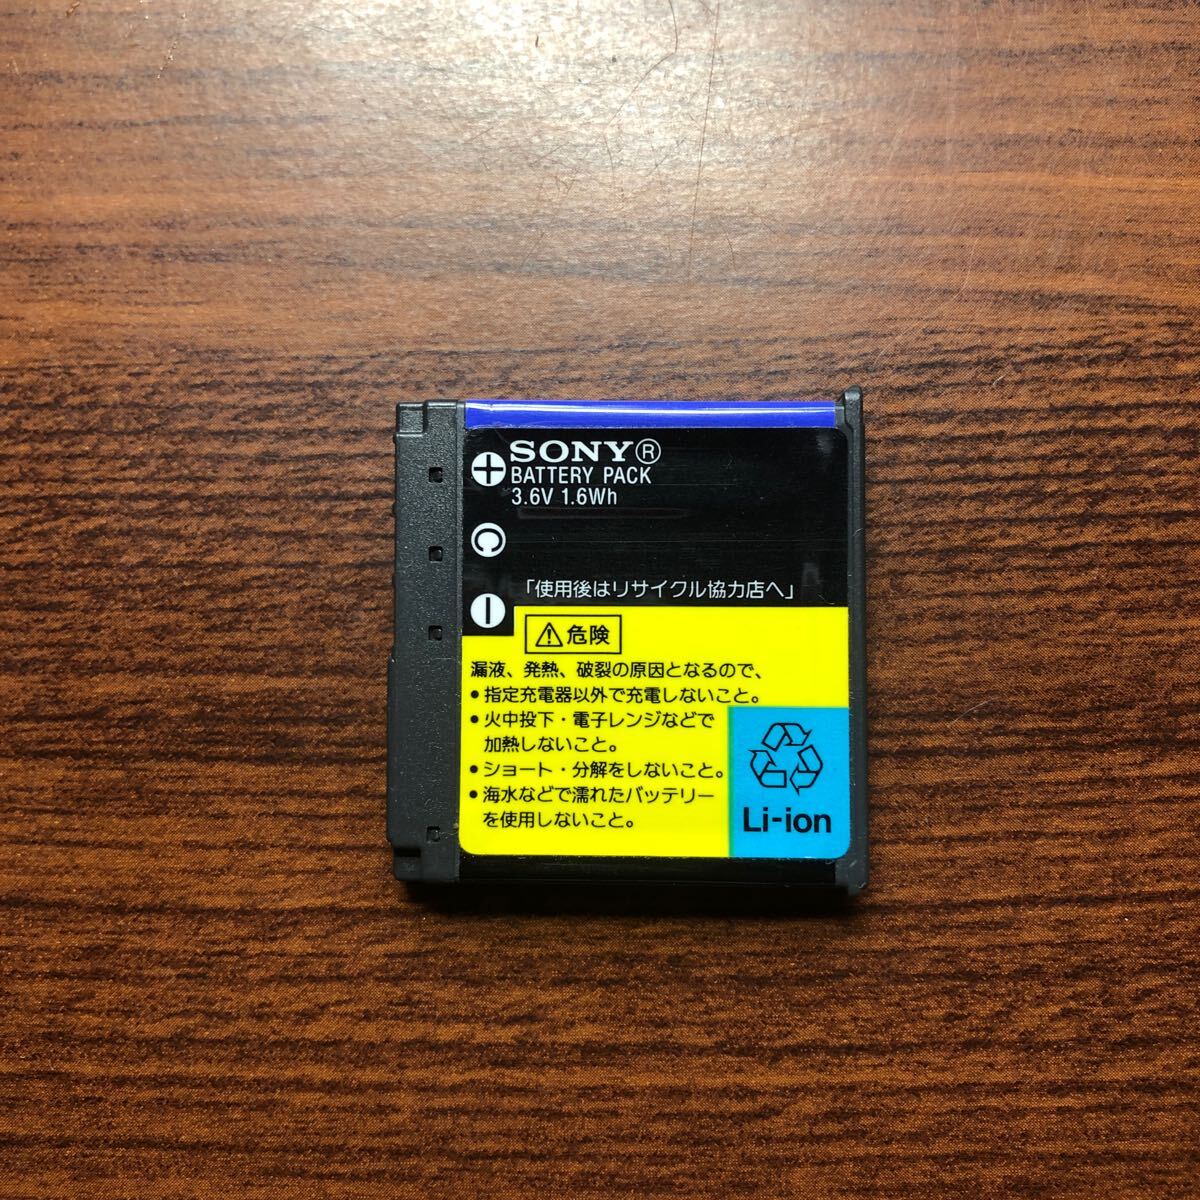 SONY®
BATTERY PACK
3.6V 1.6Wh
「使用後はリサイクル協力店へ」
⚠危険
漏液、発熱、破裂の原因となるので、
• 指定充電器以外で充電しないこと。
• 火中投下・電子レンジなどで
加熱しないこと。
• ショート・分解をしないこと。
• 海水などで濡れたバッテリー
を使用しないこと。
Li-ion